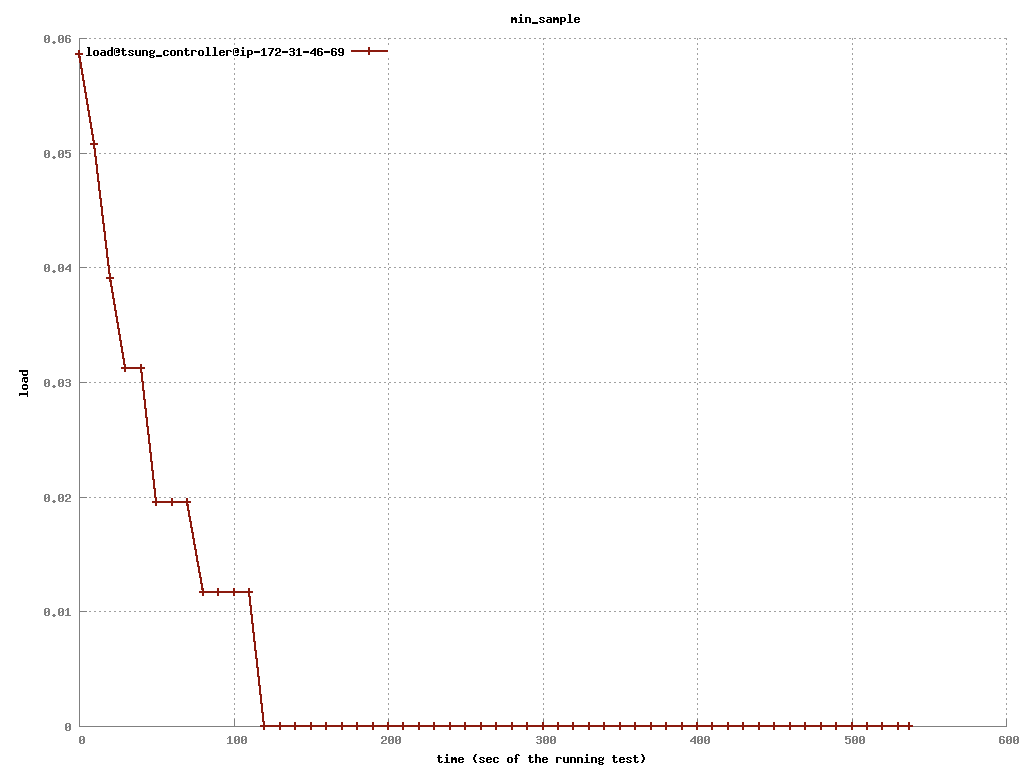 min_sample
load@tsung_controller@ip-172-31-46-69
0.06
0.05
0.04
0.03
0.02
0.01
0
load
0 100 200 300 400 500 600
time (sec of the running test)